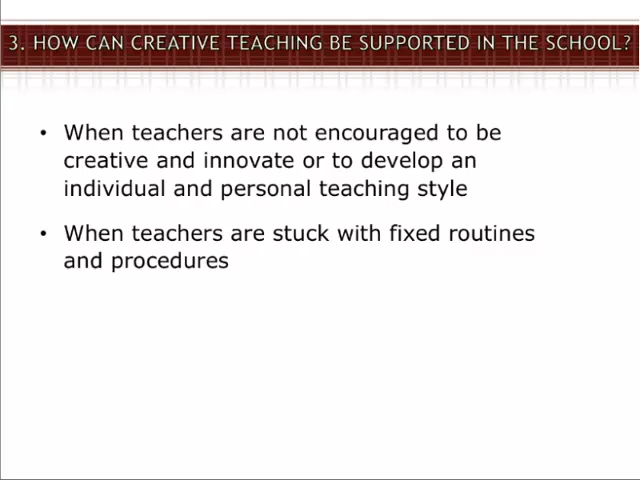 3. HOW CAN CREATIVE TEACHING BE SUPPORTED IN THE SCHOOL?
• When teachers are not encouraged to be
creative and innovate or to develop an
individual and personal teaching style
• When teachers are stuck with fixed routines
and procedures